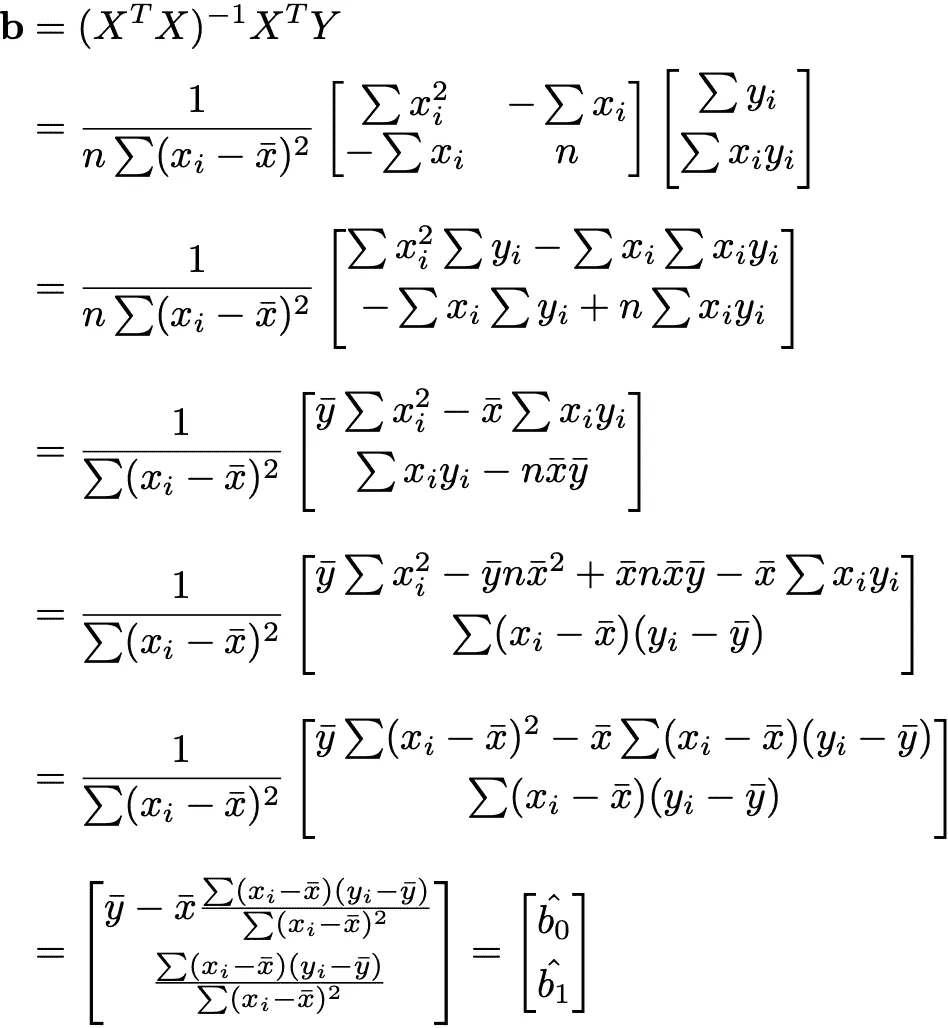 $\mathbf{b} = (X^T X)^{-1} X^T Y$
$= \frac{1}{n \sum (x_i - \bar{x})^2} \begin{bmatrix} \sum x_i^2 & -\sum x_i \\ -\sum x_i & n \end{bmatrix} \begin{bmatrix} \sum y_i \\ \sum x_i y_i \end{bmatrix}$
$= \frac{1}{n \sum (x_i - \bar{x})^2} \begin{bmatrix} \sum x_i^2 \sum y_i - \sum x_i \sum x_i y_i \\ -\sum x_i \sum y_i + n \sum x_i y_i \end{bmatrix}$
$= \frac{1}{\sum (x_i - \bar{x})^2} \begin{bmatrix} \bar{y} \sum x_i^2 - \bar{x} \sum x_i y_i \\ \sum x_i y_i - n \bar{x} \bar{y} \end{bmatrix}$
$= \frac{1}{\sum (x_i - \bar{x})^2} \begin{bmatrix} \bar{y} \sum x_i^2 - \bar{y} n \bar{x}^2 + \bar{x} n \bar{x} \bar{y} - \bar{x} \sum x_i y_i \\ \sum (x_i - \bar{x})(y_i - \bar{y}) \end{bmatrix}$
$= \frac{1}{\sum (x_i - \bar{x})^2} \begin{bmatrix} \bar{y} \sum (x_i - \bar{x})^2 - \bar{x} \sum (x_i - \bar{x})(y_i - \bar{y}) \\ \sum (x_i - \bar{x})(y_i - \bar{y}) \end{bmatrix}$
$= \begin{bmatrix} \bar{y} - \bar{x} \frac{\sum (x_i - \bar{x})(y_i - \bar{y})}{\sum (x_i - \bar{x})^2} \\ \frac{\sum (x_i - \bar{x})(y_i - \bar{y})}{\sum (x_i - \bar{x})^2} \end{bmatrix} = \begin{bmatrix} \hat{b_0} \\ \hat{b_1} \end{bmatrix}$